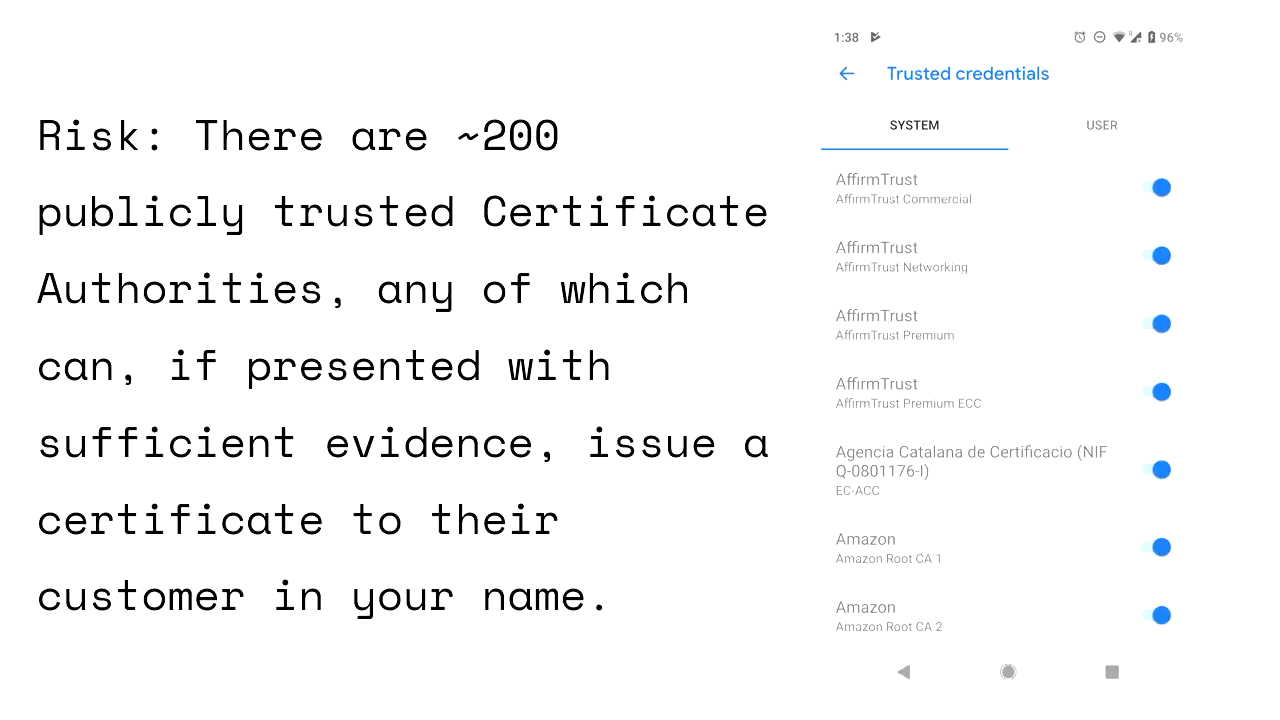 Risk: There are ~200
publicly trusted Certificate
Authorities, any of which
can, if presented with
sufficient evidence, issue a
certificate to their
customer in your name.
1:38
96%
Trusted credentials
SYSTEM
USER
AffirmTrust
AffirmTrust Commercial
AffirmTrust
AffirmTrust Networking
AffirmTrust
AffirmTrust Premium
AffirmTrust
AffirmTrust Premium ECC
Agencia Catalana de Certificacio (NIF
Q-0801176-I)
EC-ACC
Amazon
Amazon Root CA 1
Amazon
Amazon Root CA 2